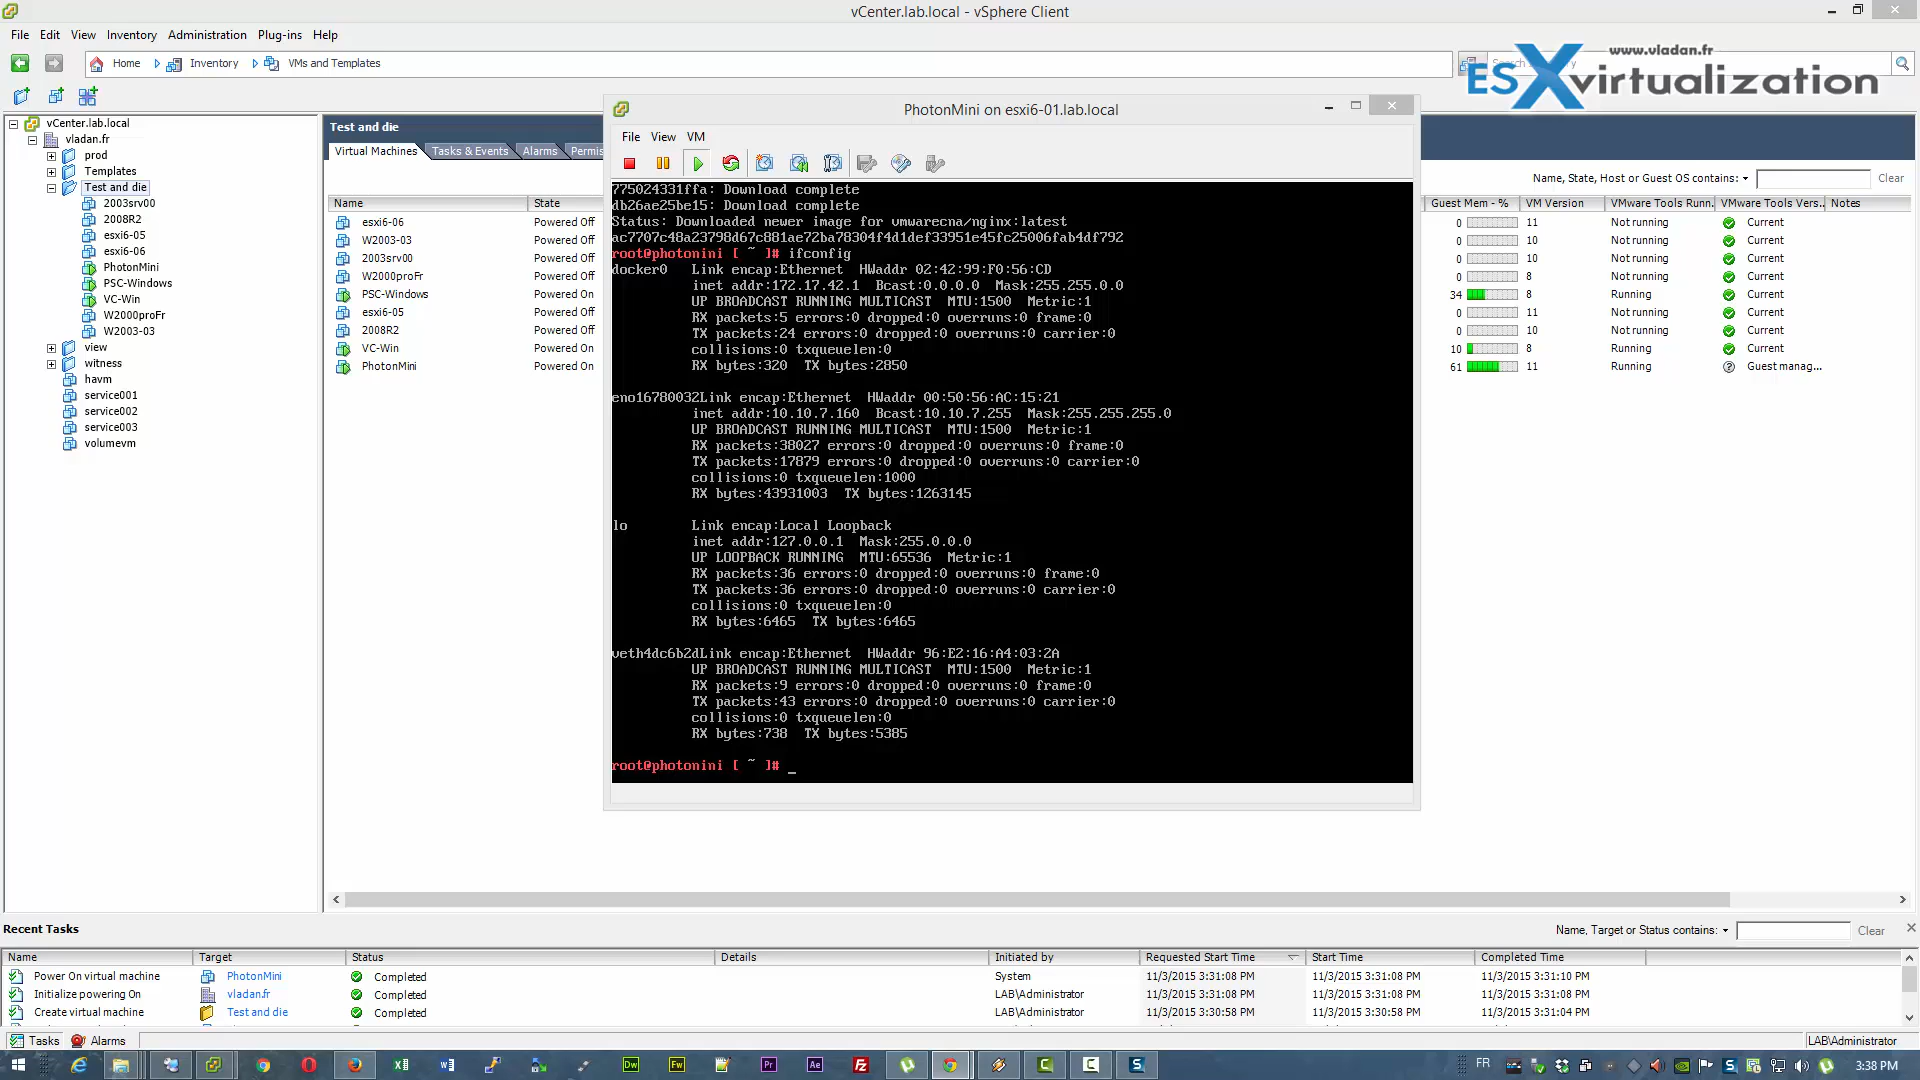 vCenter.lab.local - vSphere Client
File Edit View Inventory Administration Plug-ins Help
Home Inventory VMs and Templates
www.vladan.fr
ESXvirtualization
vCenter.lab.local
vladan.fr
prod
Templates
Test and die
2003srv00
2008R2
esxi6-05
esxi6-06
PhotonMini
PSC-Windows
VC-Win
W2000proFr
W2003-03
view
witness
havm
service001
service002
service003
volumevm
Test and die
Virtual Machines Tasks & Events Alarms Permis
Name, State, Host or Guest OS contains: Clear
Name State Guest Mem - % VM Version VMware Tools Runn. VMware Tools Vers.. Notes
esxi6-06 Powered Off 0 11 Not running Current
W2003-03 Powered Off 0 10 Not running Current
2003srv00 Powered Off 0 10 Not running Current
W2000proFr Powered Off 0 8 Not running Current
PSC-Windows Powered On 34 8 Running Current
esxi6-05 Powered Off 0 11 Not running Current
2008R2 Powered Off 0 10 Not running Current
VC-Win Powered On 10 8 Running Current
PhotonMini Powered On 61 11 Running Guest manag...
PhotonMini on esxi6-01.lab.local
File View VM
775024331ffa: Download complete
db26ae25be15: Download complete
Status: Downloaded newer image for vmwarecna/nginx:latest
ac7707c48a23798d67c881ae72ba78304f4d1def33951e45fc25006fab4df792
root@photonini [ ~ ]# ifconfig
docker0 Link encap:Ethernet HWaddr 02:42:99:F0:56:CD
inet addr:172.17.42.1 Bcast:0.0.0.0 Mask:255.255.0.0
UP BROADCAST RUNNING MULTICAST MTU:1500 Metric:1
RX packets:5 errors:0 dropped:0 overruns:0 frame:0
TX packets:24 errors:0 dropped:0 overruns:0 carrier:0
collisions:0 txqueuelen:0
RX bytes:320 TX bytes:2850
eno16780032Link encap:Ethernet HWaddr 00:50:56:AC:15:21
inet addr:10.10.7.160 Bcast:10.10.7.255 Mask:255.255.255.0
UP BROADCAST RUNNING MULTICAST MTU:1500 Metric:1
RX packets:38027 errors:0 dropped:0 overruns:0 frame:0
TX packets:17879 errors:0 dropped:0 overruns:0 carrier:0
collisions:0 txqueuelen:1000
RX bytes:43931003 TX bytes:1263145
lo Link encap:Local Loopback
inet addr:127.0.0.1 Mask:255.0.0.0
UP LOOPBACK RUNNING MTU:65536 Metric:1
RX packets:36 errors:0 dropped:0 overruns:0 frame:0
TX packets:36 errors:0 dropped:0 overruns:0 carrier:0
collisions:0 txqueuelen:0
RX bytes:6465 TX bytes:6465
veth4dc6b2dLink encap:Ethernet HWaddr 96:E2:16:A4:03:2A
UP BROADCAST RUNNING MULTICAST MTU:1500 Metric:1
RX packets:9 errors:0 dropped:0 overruns:0 frame:0
TX packets:43 errors:0 dropped:0 overruns:0 carrier:0
collisions:0 txqueuelen:0
RX bytes:738 TX bytes:5385
root@photonini [ ~ ]# _
Recent Tasks
Name, Target or Status contains: Clear
Name Target Status Details Initiated by Requested Start Time Start Time Completed Time
Power On virtual machine PhotonMini Completed System 11/3/2015 3:31:08 PM 11/3/2015 3:31:08 PM 11/3/2015 3:31:10 PM
Initialize powering On vladan.fr Completed LAB\Administrator 11/3/2015 3:31:08 PM 11/3/2015 3:31:08 PM 11/3/2015 3:31:08 PM
Create virtual machine Test and die Completed LAB\Administrator 11/3/2015 3:30:58 PM 11/3/2015 3:30:58 PM 11/3/2015 3:31:04 PM
Tasks Alarms LAB\Administrator
Dw Fw Pr Ae Fz
FR 3:38 PM